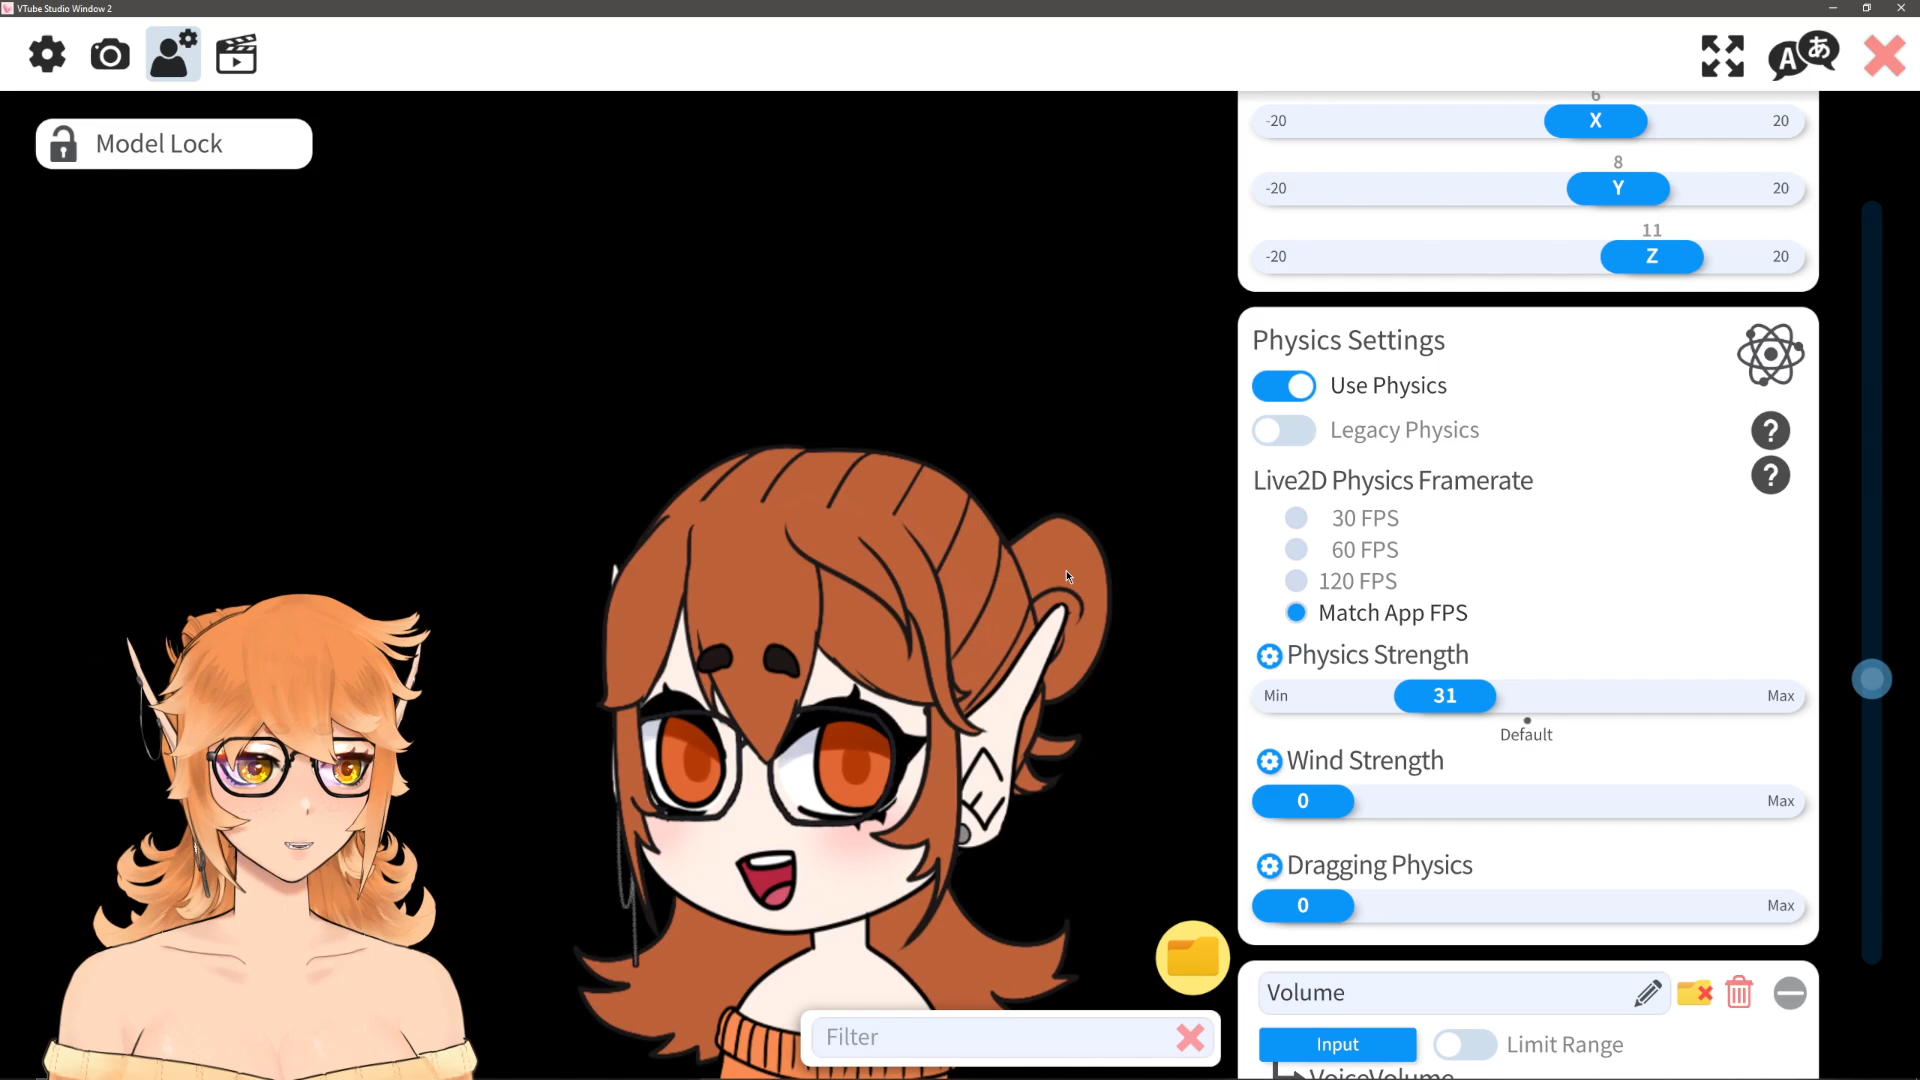 VTube Studio Window 2
A あ
Model Lock
6
-20 X 20
8
-20 Y 20
11
-20 Z 20
Physics Settings
Use Physics
Legacy Physics
?
Live2D Physics Framerate
?
30 FPS
60 FPS
120 FPS
Match App FPS
Physics Strength
Min 31 Max
Default
Wind Strength
0 Max
Dragging Physics
0 Max
Volume
Filter
Input Limit Range
VoiceVolume